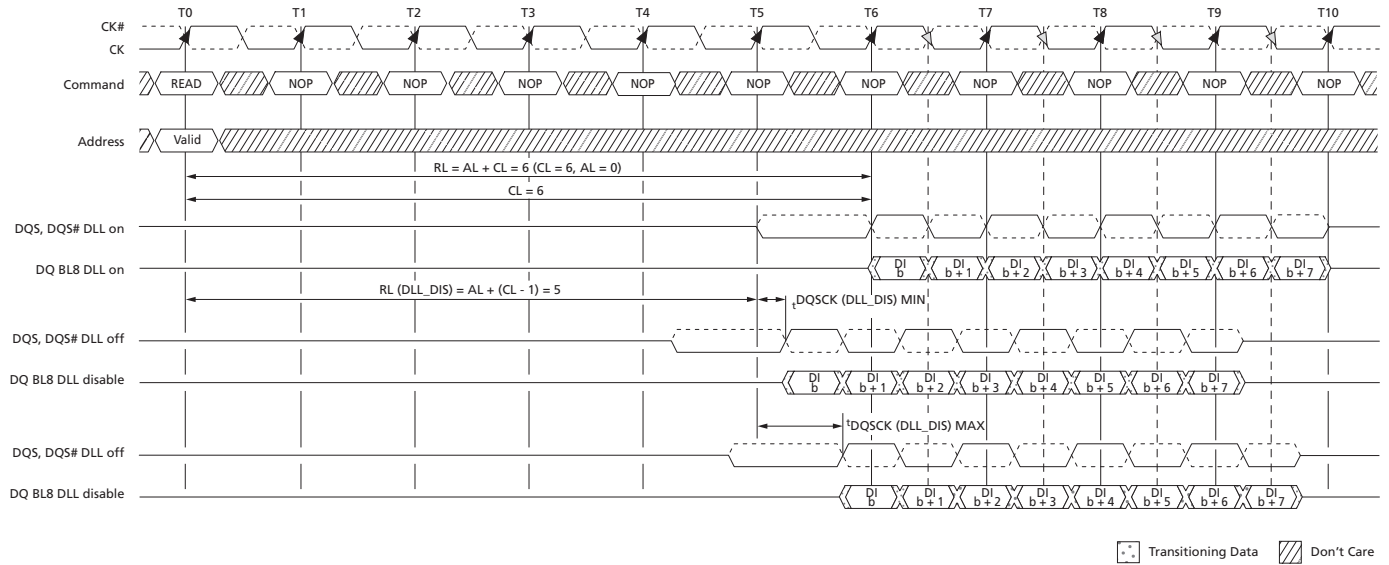 T0 T1 T2 T3 T4 T5 T6 T7 T8 T9 T10
CK#
CK
Command READ NOP NOP NOP NOP NOP NOP NOP NOP NOP NOP
Address Valid
RL = AL + CL = 6 (CL = 6, AL = 0)
CL = 6
DQS, DQS# DLL on
DQ BL8 DLL on DI b DI b + 1 DI b + 2 DI b + 3 DI b + 4 DI b + 5 DI b + 6 DI b + 7
RL (DLL_DIS) = AL + (CL - 1) = 5
tDQSCK (DLL_DIS) MIN
DQS, DQS# DLL off
DQ BL8 DLL disable DI b DI b + 1 DI b + 2 DI b + 3 DI b + 4 DI b + 5 DI b + 6 DI b + 7
tDQSCK (DLL_DIS) MAX
DQS, DQS# DLL off
DQ BL8 DLL disable DI b DI b + 1 DI b + 2 DI b + 3 DI b + 4 DI b + 5 DI b + 6 DI b + 7
Transitioning Data Don't Care